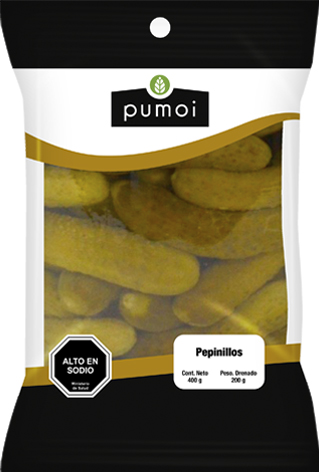 pumoi
ALTO EN
SODIO
Ministerio
de Salud
Pepinillos
Cont. Neto Peso. Drenado
400 g 200 g